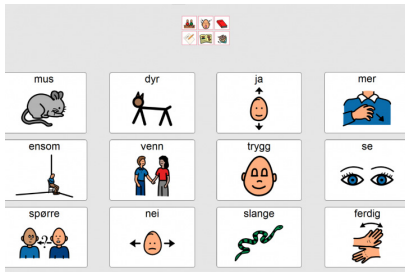 mus dyr ja mer
ensom venn trygg se
spørre nei slange ferdig